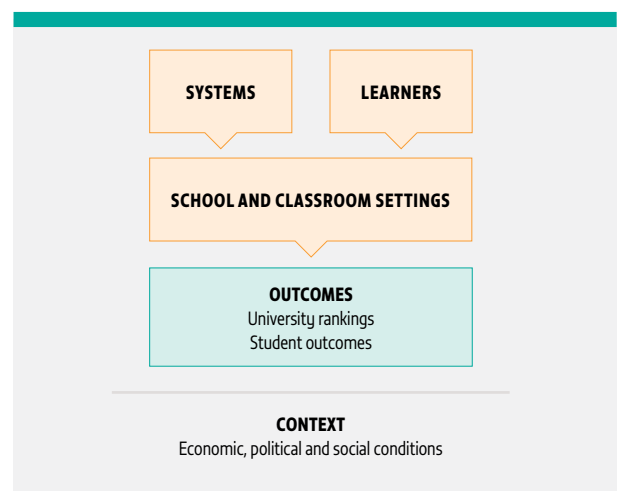 SYSTEMS
LEARNERS
SCHOOL AND CLASSROOM SETTINGS
OUTCOMES
University rankings
Student outcomes
CONTEXT
Economic, political and social conditions